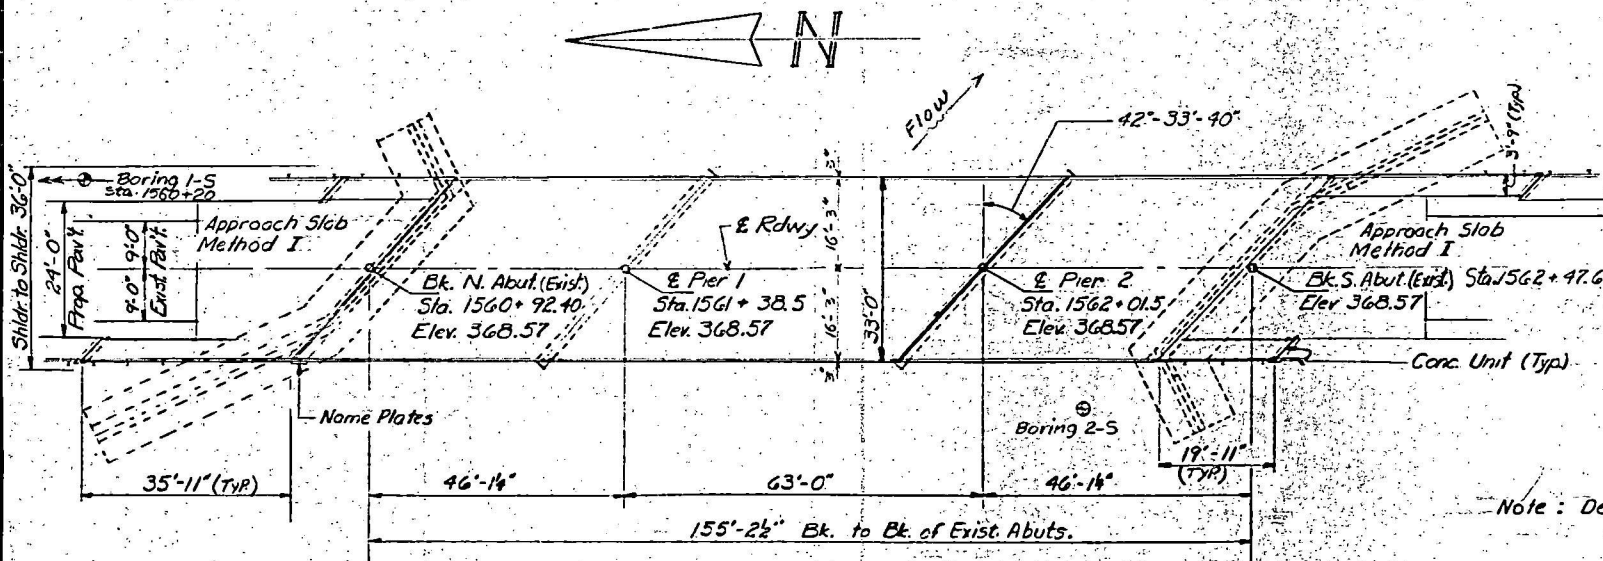 N
FLOW
42°-33'-40"
3'-9" (Typ.)
Shldr. to Shldr. 36'-0"
Boring 1-S
Sta. 1560+20
24'-0"
Prop. Pav't.
9'-0" 9'-0"
Exist. Pav't.
Approach Slab
Method I
3"
16'-3"
16'-3"
3"
33'-0"
℄ Rdwy.
Bk. N. Abut. (Exist.)
Sta. 1560+92.40
Elev. 368.57
℄ Pier 1
Sta. 1561+38.5
Elev. 368.57
℄ Pier 2
Sta. 1562+01.5
Elev. 368.57
Approach Slab
Method I
Bk. S. Abut. (Exist.) Sta. 1562+47.6
Elev 368.57
Conc. Unit (Typ.)
Name Plates
Boring 2-S
35'-11" (TYP.)
46'-1¼"
63'-0"
46'-1¼"
19'-11"
(TYP.)
155'-2½" Bk. to Bk. of Exist. Abuts.
Note : De